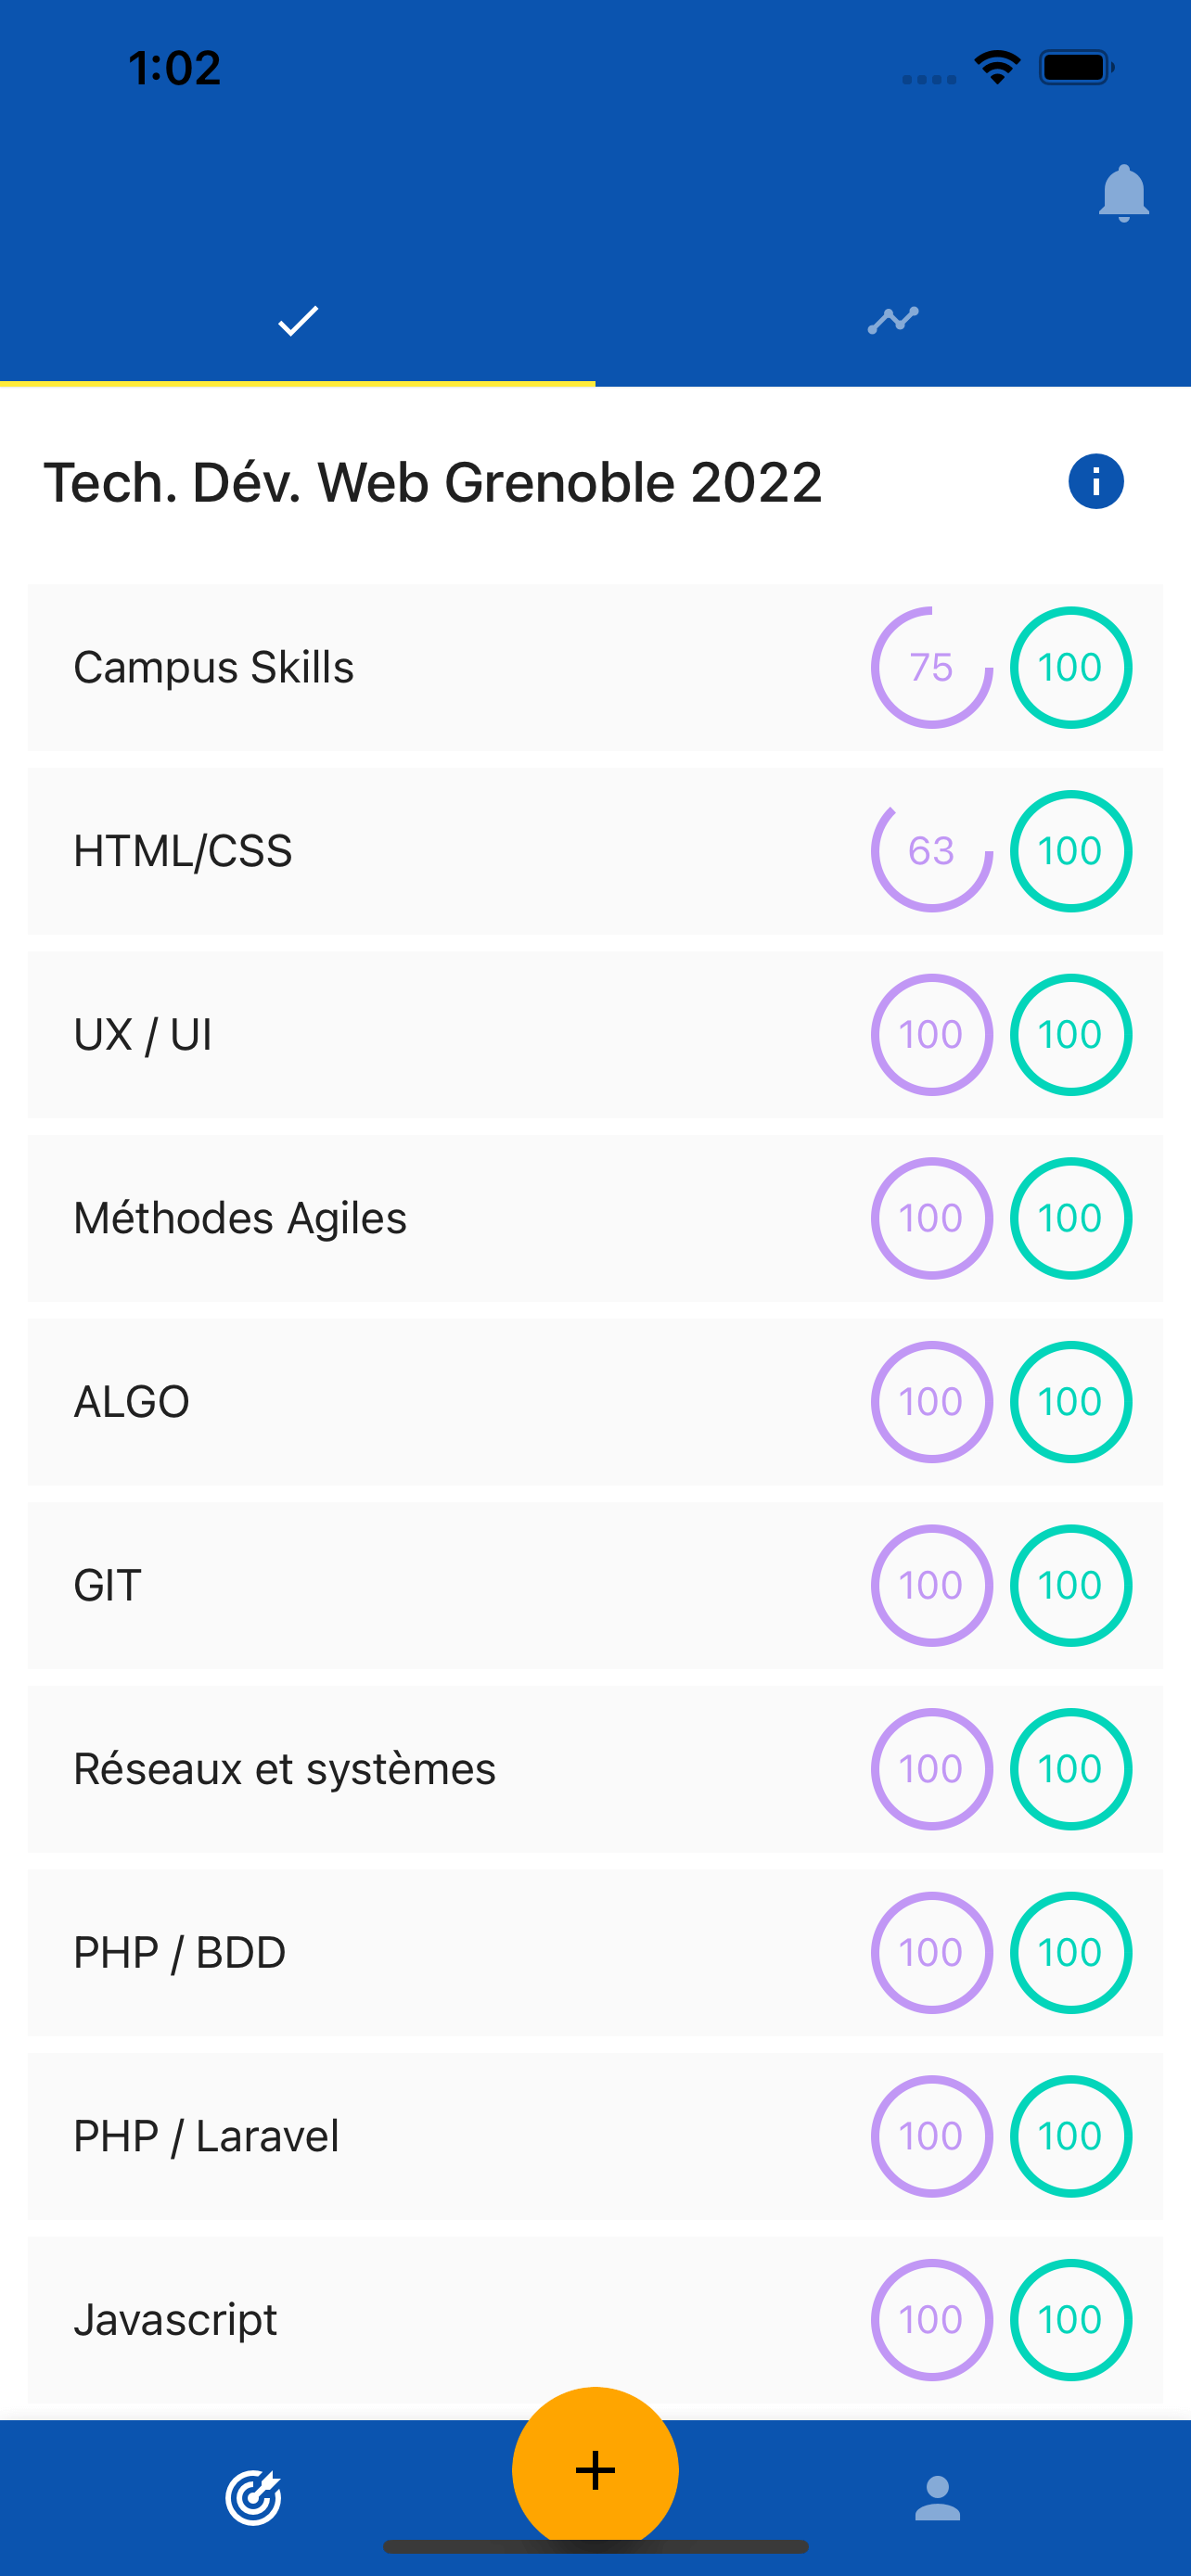 1:02
Tech. Dév. Web Grenoble 2022
Campus Skills 75 100
HTML/CSS 63 100
UX / UI 100 100
Méthodes Agiles 100 100
ALGO 100 100
GIT 100 100
Réseaux et systèmes 100 100
PHP / BDD 100 100
PHP / Laravel 100 100
Javascript 100 100